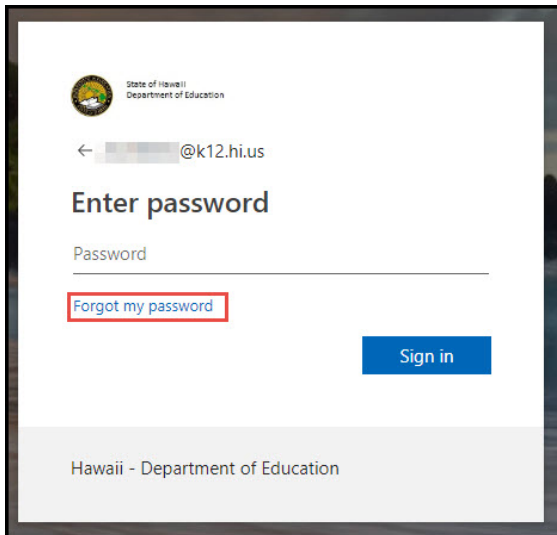 State of Hawaii
Department of Education
← @k12.hi.us
Enter password
Password
Forgot my password
Sign in
Hawaii - Department of Education